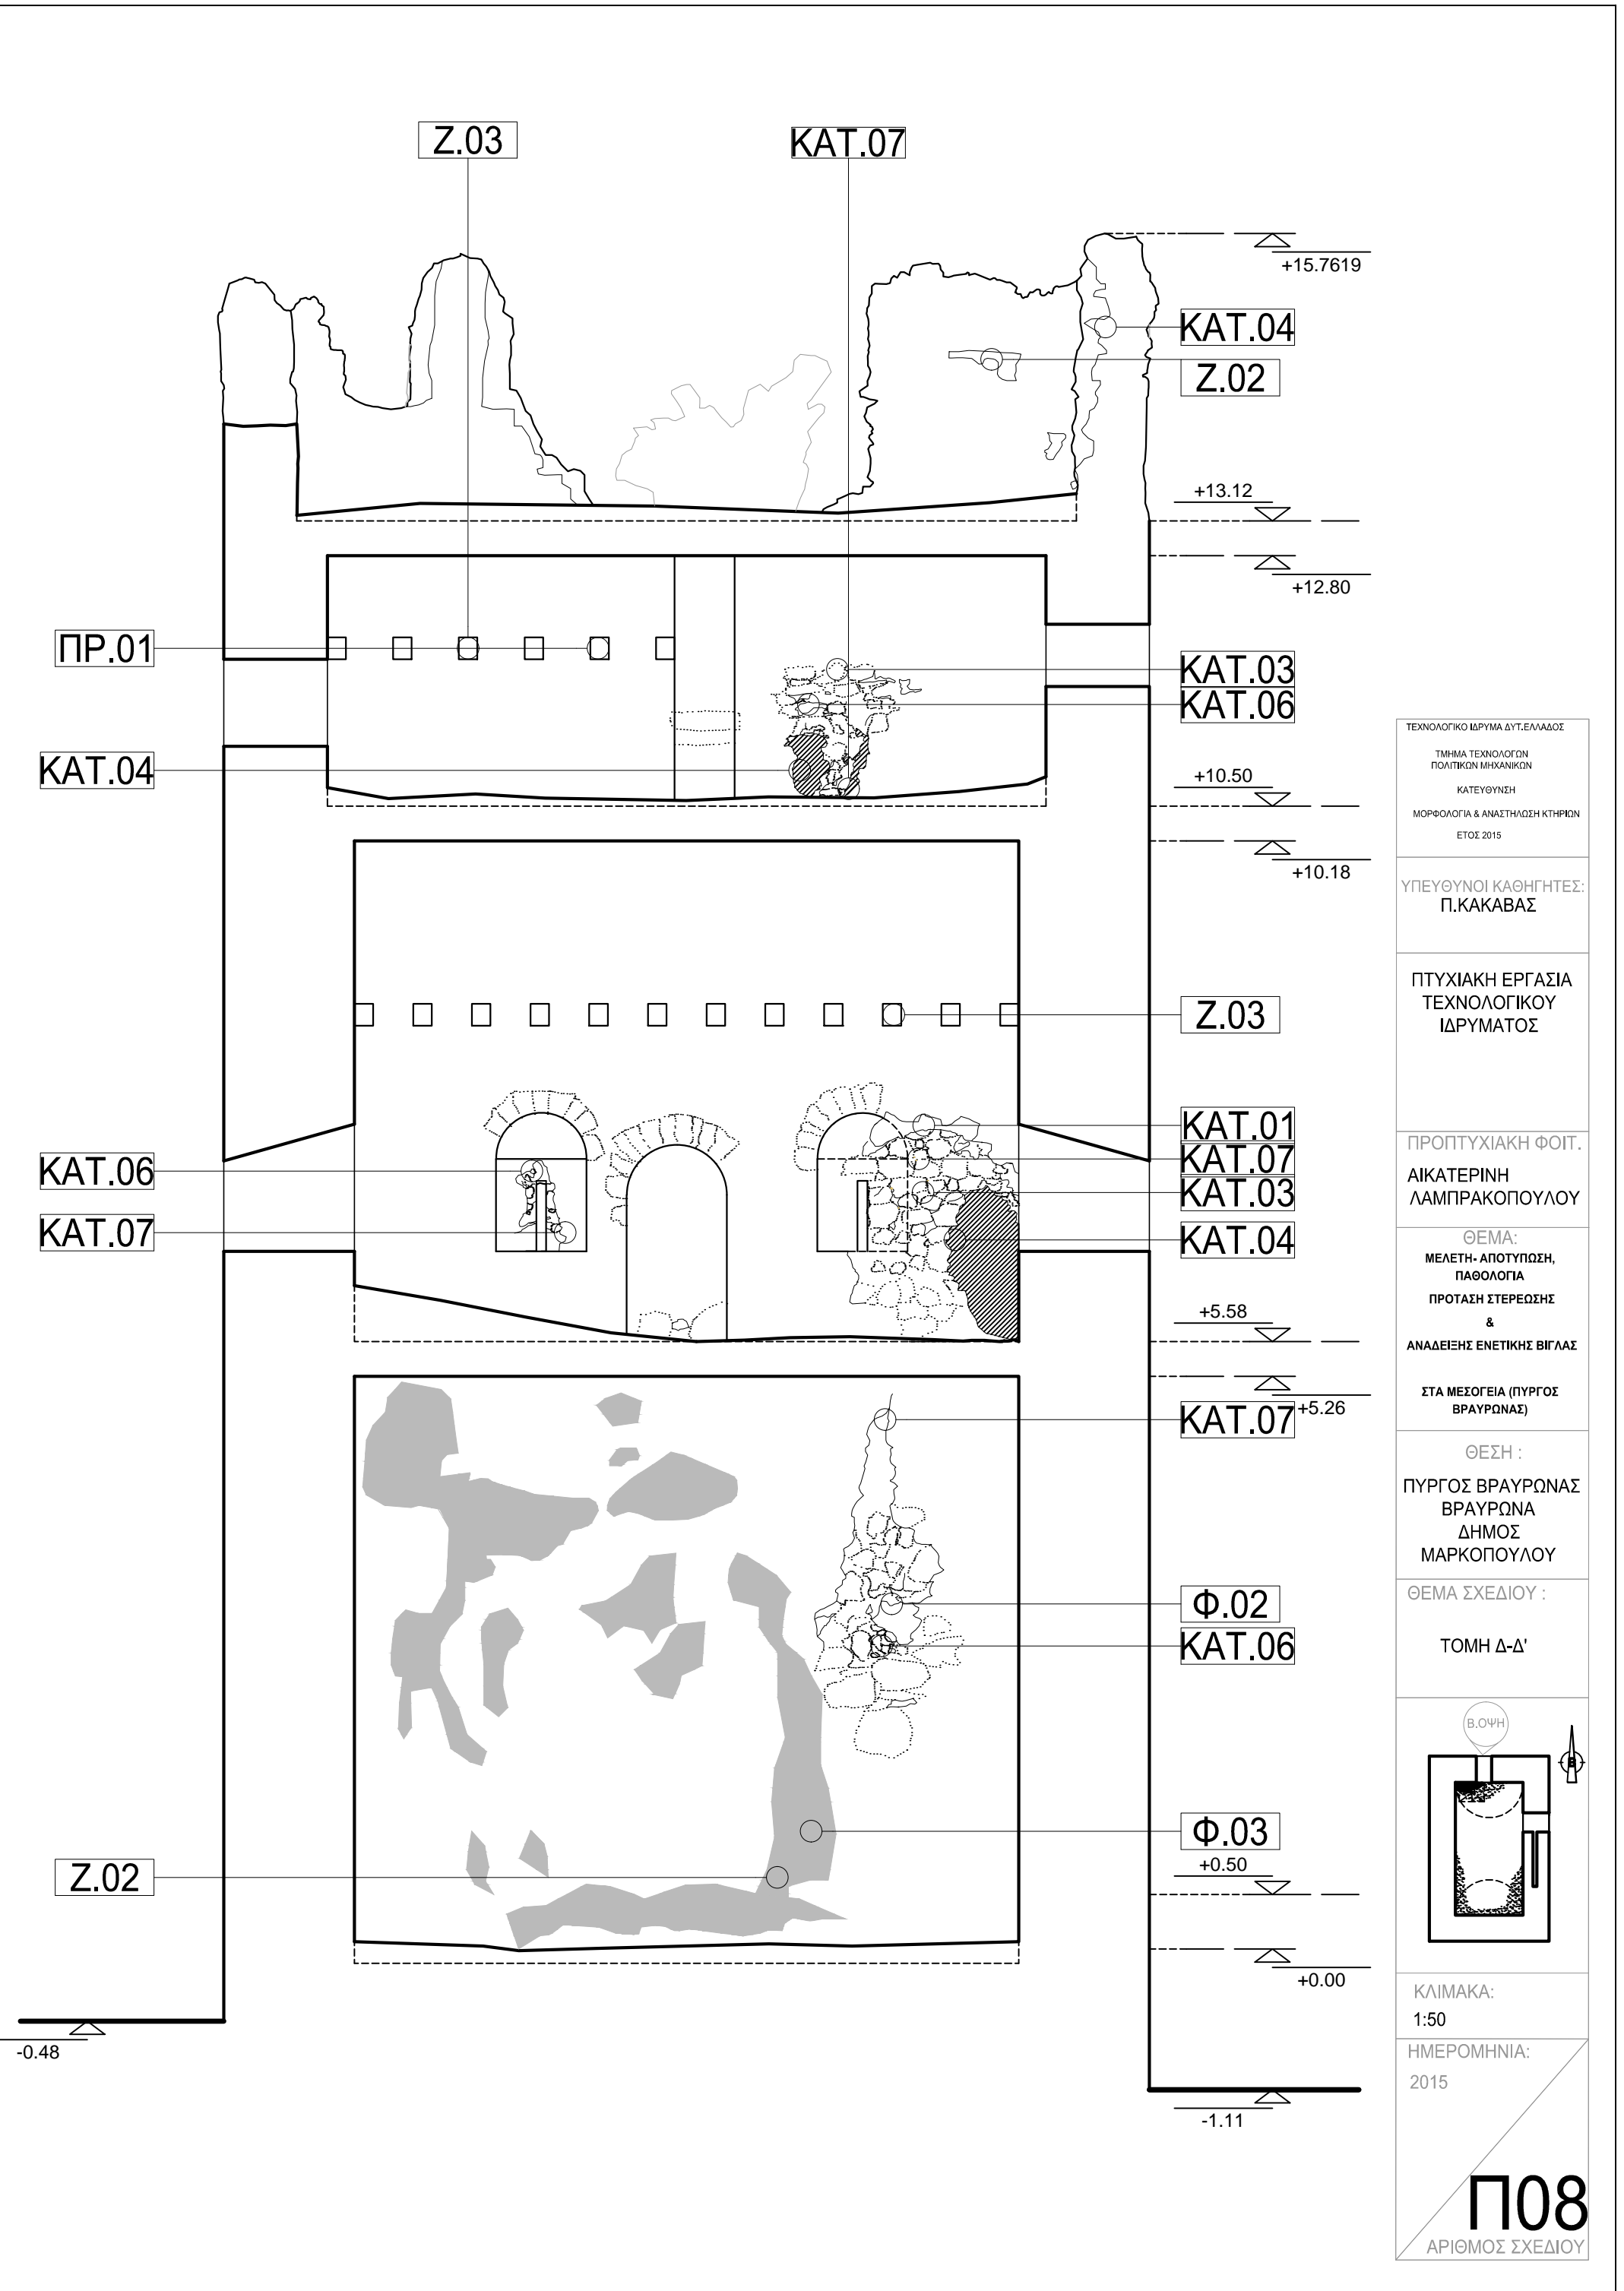 Z.03
ΚΑΤ.07
+15.7619
ΚΑΤ.04
Z.02
+13.12
+12.80
ΠΡ.01
ΚΑΤ.03
ΚΑΤ.06
ΚΑΤ.04
+10.50
+10.18
Z.03
ΚΑΤ.01
ΚΑΤ.07
ΚΑΤ.03
ΚΑΤ.04
ΚΑΤ.06
ΚΑΤ.07
+5.58
+5.26
ΚΑΤ.07
Φ.02
ΚΑΤ.06
Φ.03
Z.02
+0.50
+0.00
-0.48
-1.11
ΤΕΧΝΟΛΟΓΙΚΟ ΙΔΡΥΜΑ ΔΥΤ.ΕΛΛΑΔΟΣ
ΤΜΗΜΑ ΤΕΧΝΟΛΟΓΩΝ
ΠΟΛΙΤΙΚΩΝ ΜΗΧΑΝΙΚΩΝ
ΚΑΤΕΥΘΥΝΣΗ
ΜΟΡΦΟΛΟΓΙΑ & ΑΝΑΣΤΗΛΩΣΗ ΚΤΗΡΙΩΝ
ΕΤΟΣ 2015
ΥΠΕΥΘΥΝΟΙ ΚΑΘΗΓΗΤΕΣ:
Π.ΚΑΚΑΒΑΣ
ΠΤΥΧΙΑΚΗ ΕΡΓΑΣΙΑ
ΤΕΧΝΟΛΟΓΙΚΟΥ
ΙΔΡΥΜΑΤΟΣ
ΠΡΟΠΤΥΧΙΑΚΗ ΦΟΙΤ.
ΑΙΚΑΤΕΡΙΝΗ
ΛΑΜΠΡΑΚΟΠΟΥΛΟΥ
ΘΕΜΑ:
ΜΕΛΕΤΗ- ΑΠΟΤΥΠΩΣΗ,
ΠΑΘΟΛΟΓΙΑ
ΠΡΟΤΑΣΗ ΣΤΕΡΕΩΣΗΣ
&
ΑΝΑΔΕΙΞΗΣ ΕΝΕΤΙΚΗΣ ΒΙΓΛΑΣ
ΣΤΑ ΜΕΣΟΓΕΙΑ (ΠΥΡΓΟΣ
ΒΡΑΥΡΩΝΑΣ)
ΘΕΣΗ :
ΠΥΡΓΟΣ ΒΡΑΥΡΩΝΑΣ
ΒΡΑΥΡΩΝΑ
ΔΗΜΟΣ
ΜΑΡΚΟΠΟΥΛΟΥ
ΘΕΜΑ ΣΧΕΔΙΟΥ :
ΤΟΜΗ Δ-Δ'
Β.ΟΨΗ
Β
ΚΛΙΜΑΚΑ:
1:50
ΗΜΕΡΟΜΗΝΙΑ:
2015
Π08
ΑΡΙΘΜΟΣ ΣΧΕΔΙΟΥ